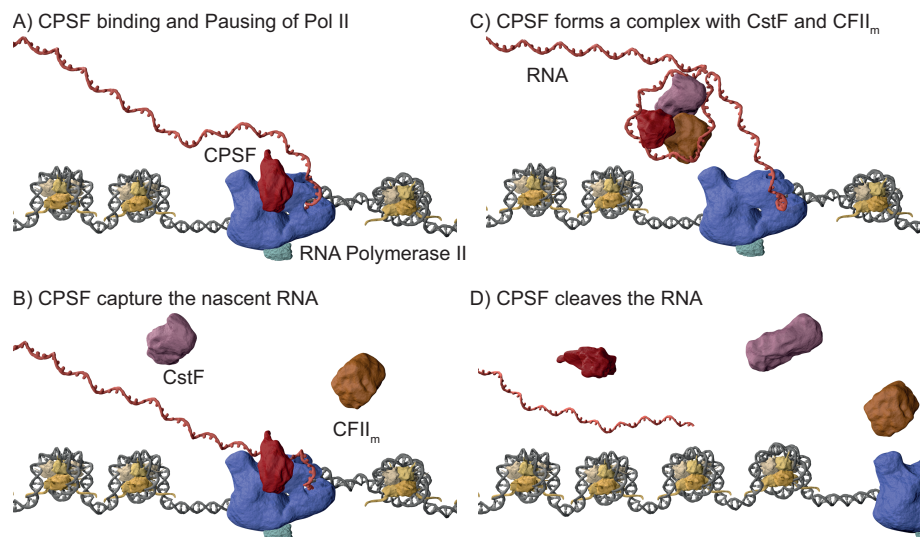 A) CPSF binding and Pausing of Pol II
CPSF
RNA Polymerase II
B) CPSF capture the nascent RNA
CstF
CFIIm
C) CPSF forms a complex with CstF and CFIIm
RNA
D) CPSF cleaves the RNA